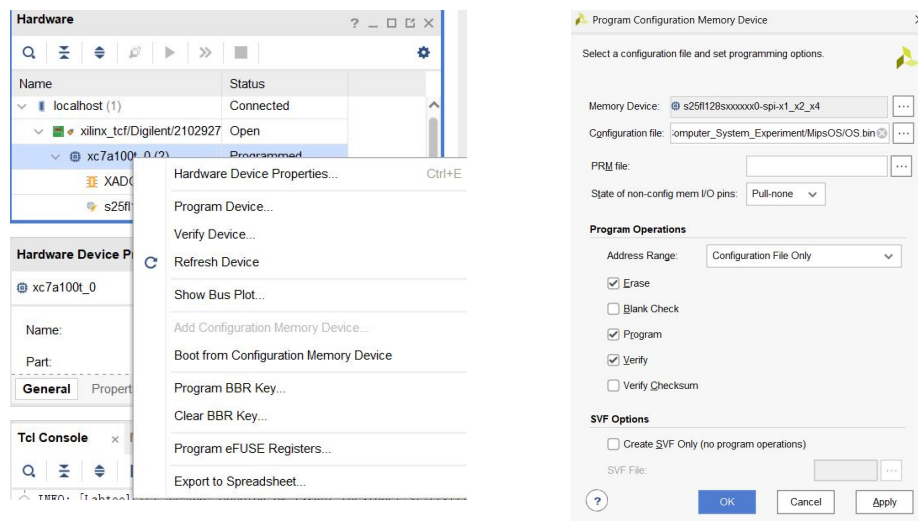 Hardware
? _ □ X
Name Status
localhost (1) Connected
xilinx_tcf/Digilent/2102927 Open
xc7a100t_0 (2) Programmed
XADC
s25fl1
Hardware Device Properties... Ctrl+E
Program Device...
Verify Device...
Refresh Device
Show Bus Plot...
Add Configuration Memory Device...
Boot from Configuration Memory Device
Program BBR Key...
Clear BBR Key...
Program eFUSE Registers...
Export to Spreadsheet...
Hardware Device P
xc7a100t_0
Name:
Part:
General Propert
Tcl Console ×
Program Configuration Memory Device
Select a configuration file and set programming options.
Memory Device: s25fl128sxxxxxx0-spi-x1_x2_x4 ...
Configuration file: :omputer_System_Experiment/MipsOS/OS.bin ...
PRM file: ...
State of non-config mem I/O pins: Pull-none
Program Operations
Address Range: Configuration File Only
Erase
Blank Check
Program
Verify
Verify Checksum
SVF Options
Create SVF Only (no program operations)
SVF File: ...
? OK Cancel Apply